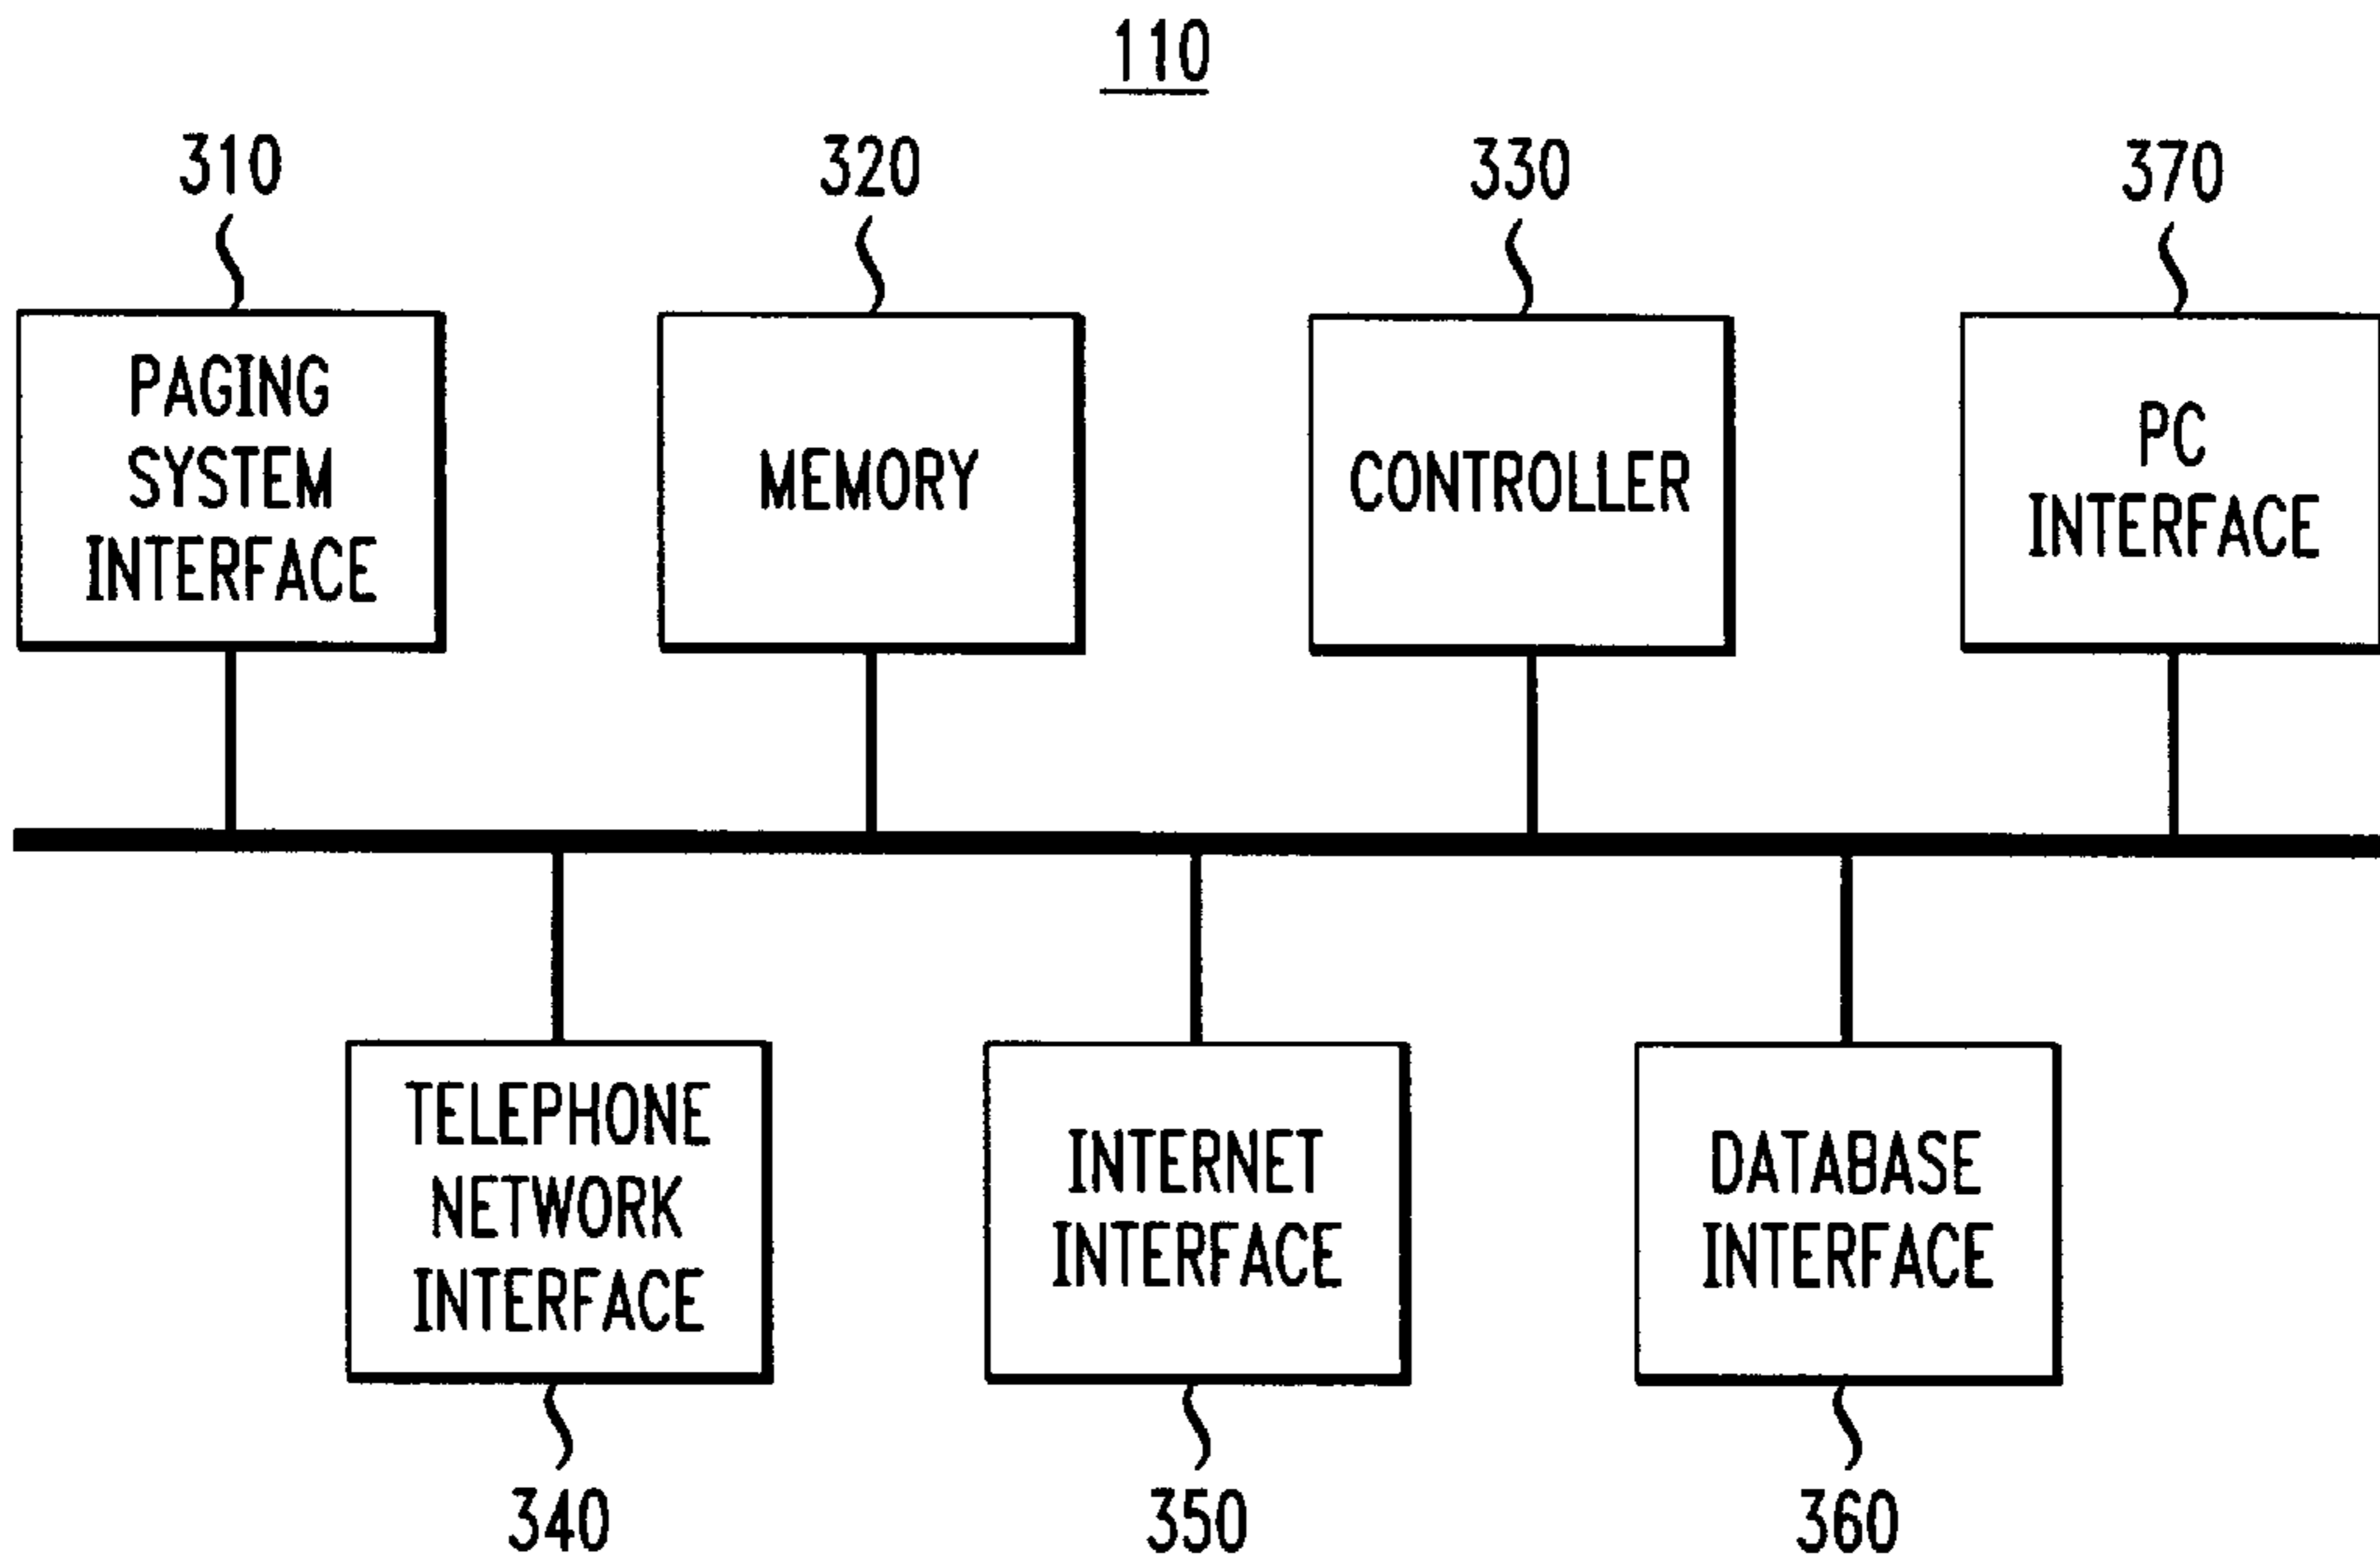 110
310
320
330
370
PAGING
SYSTEM
INTERFACE
MEMORY
CONTROLLER
PC
INTERFACE
TELEPHONE
NETWORK
INTERFACE
INTERNET
INTERFACE
DATABASE
INTERFACE
340
350
360